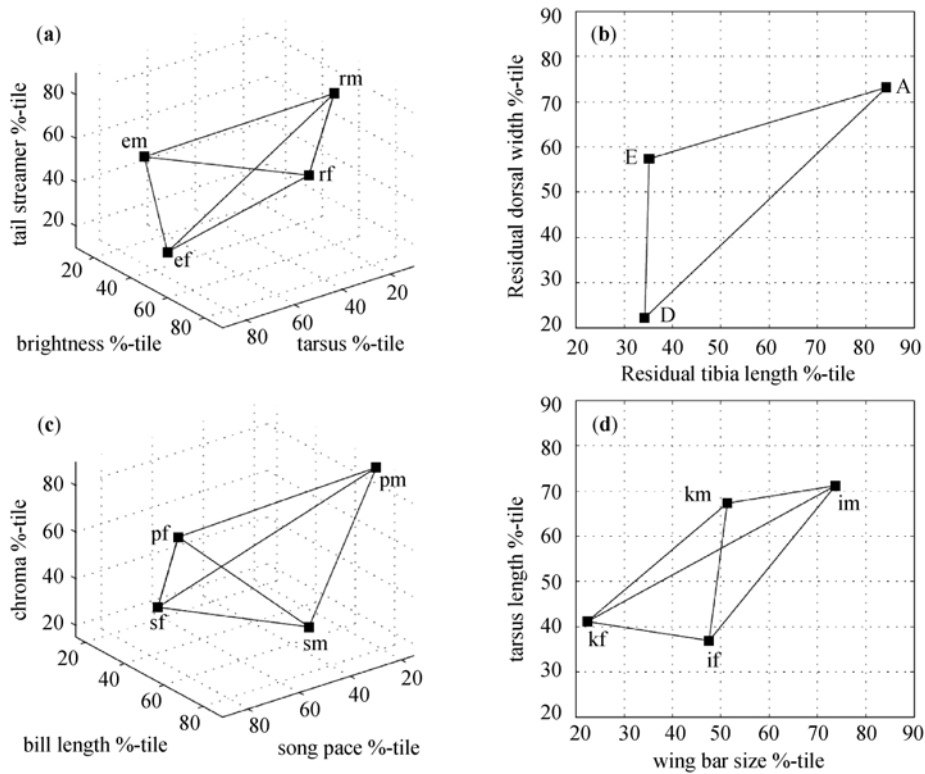 (a)
tail streamer %-tile
80
60
40
20
rm
em
rf
ef
20
40
60
80
brightness %-tile
80
60
40
20
tarsus %-tile
(b)
Residual dorsal width %-tile
90
80
70
60
50
40
30
20
A
E
D
20 30 40 50 60 70 80 90
Residual tibia length %-tile
(c)
chroma %-tile
80
60
40
20
pm
pf
sf
sm
20
40
60
80
bill length %-tile
80
60
40
20
song pace %-tile
(d)
tarsus length %-tile
90
80
70
60
50
40
30
20
km
im
kf
if
20 30 40 50 60 70 80 90
wing bar size %-tile